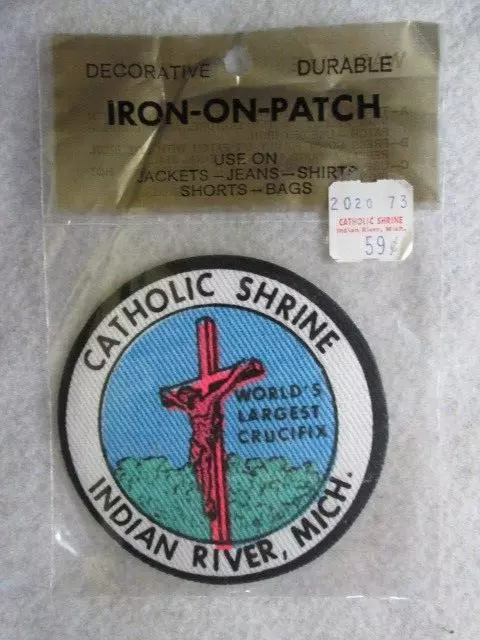 DECORATIVE DURABLE
IRON-ON-PATCH
USE ON
JACKETS-JEANS-SHIRTS
SHORTS-BAGS
2020 73
CATHOLIC SHRINE
Indian River, Mich.
59¢
CATHOLIC SHRINE
WORLD'S
LARGEST
CRUCIFIX
INDIAN RIVER, MICH.